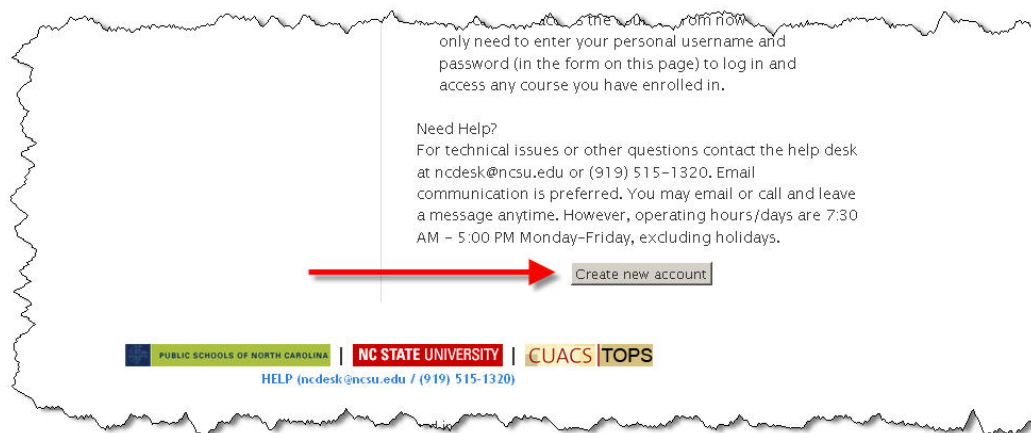 the from now
only need to enter your personal username and
password (in the form on this page) to log in and
access any course you have enrolled in.
Need Help?
For technical issues or other questions contact the help desk
at ncdesk@ncsu.edu or (919) 515-1320. Email
communication is preferred. You may email or call and leave
a message anytime. However, operating hours/days are 7:30
AM - 5:00 PM Monday-Friday, excluding holidays.
Create new account
PUBLIC SCHOOLS OF NORTH CAROLINA | NC STATE UNIVERSITY | CUACS | TOPS
HELP (ncdesk@ncsu.edu / (919) 515-1320)